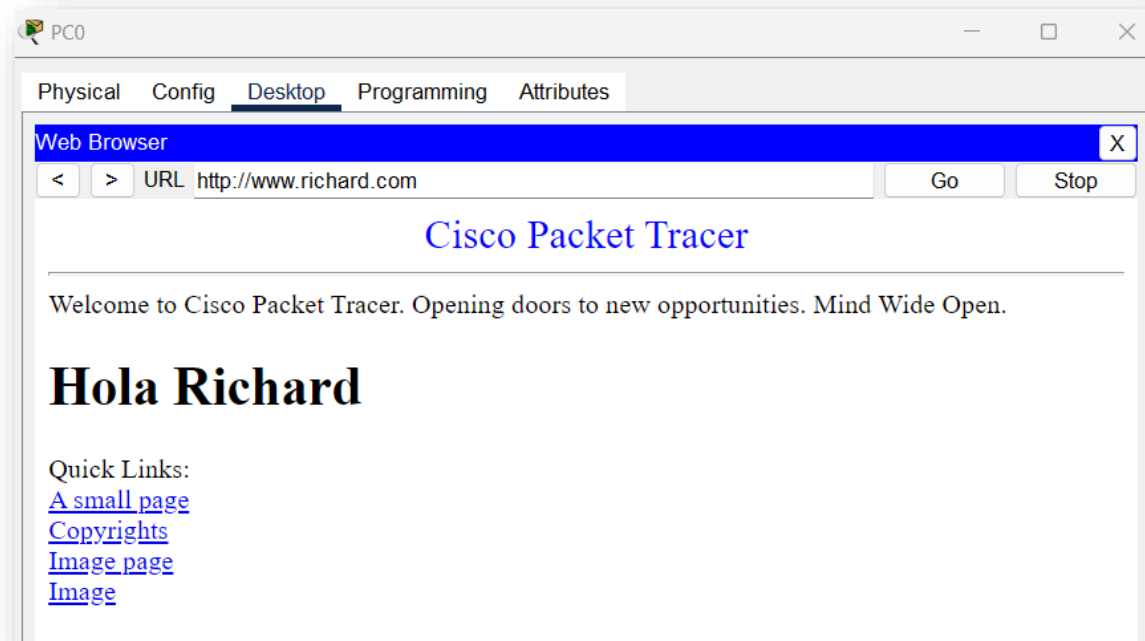 PC0
Physical Config Desktop Programming Attributes
Web Browser X
< > URL http://www.richard.com Go Stop
Cisco Packet Tracer
Welcome to Cisco Packet Tracer. Opening doors to new opportunities. Mind Wide Open.
Hola Richard
Quick Links:
A small page
Copyrights
Image page
Image